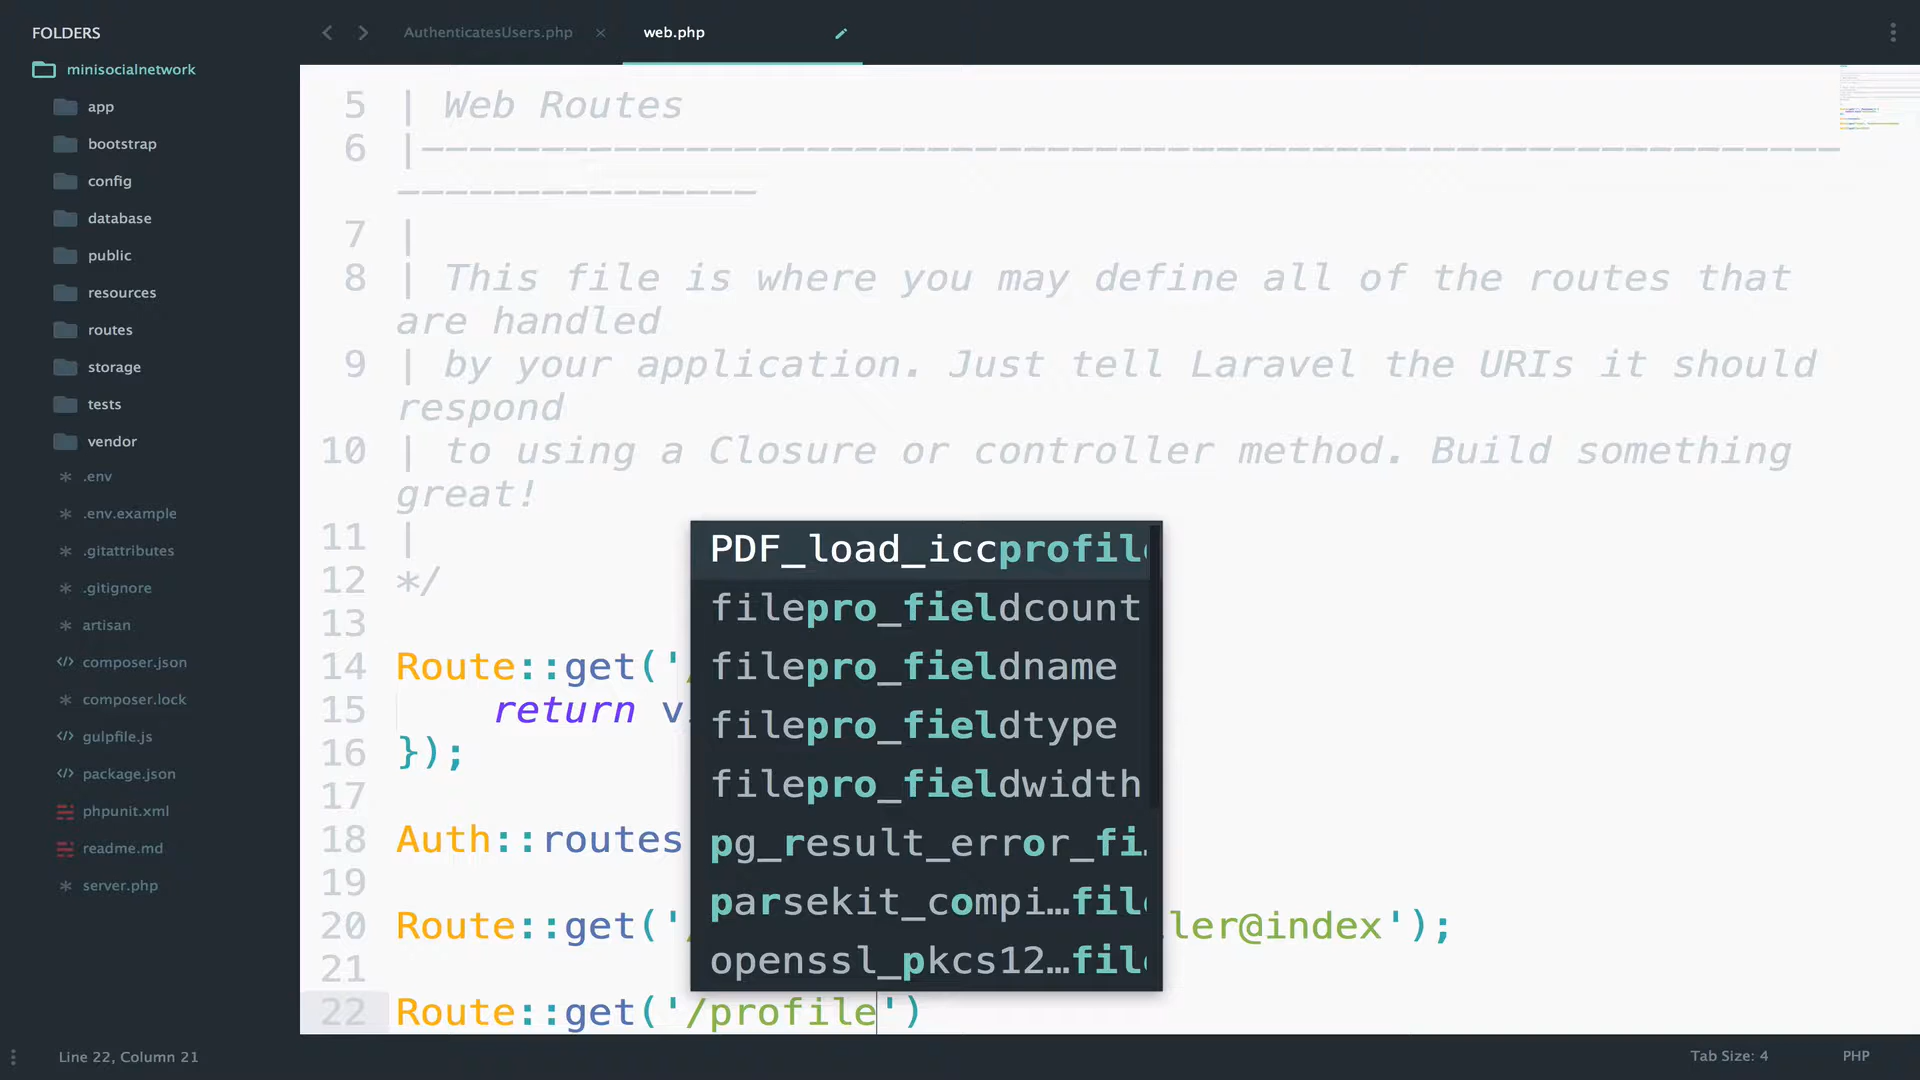 FOLDERS
minisocialnetwork
app
bootstrap
config
database
public
resources
routes
storage
tests
vendor
.env
.env.example
.gitattributes
.gitignore
artisan
composer.json
composer.lock
gulpfile.js
package.json
phpunit.xml
readme.md
server.php
AuthenticatesUsers.php ×
web.php
5 | Web Routes
6 |---------------------------------------------------------------------------
7 |
8 | This file is where you may define all of the routes that
are handled
9 | by your application. Just tell Laravel the URIs it should
respond
10 | to using a Closure or controller method. Build something
great!
11 |
12 */
13
14 Route::get('/
15 return v
16 });
17
18 Auth::routes
19
20 Route::get('/ ller@index');
21
22 Route::get('/profile')
PDF_load_iccprofile
filepro_fieldcount
filepro_fieldname
filepro_fieldtype
filepro_fieldwidth
pg_result_error_fi
parsekit_compi…file
openssl_pkcs12…file
Line 22, Column 21
Tab Size: 4
PHP